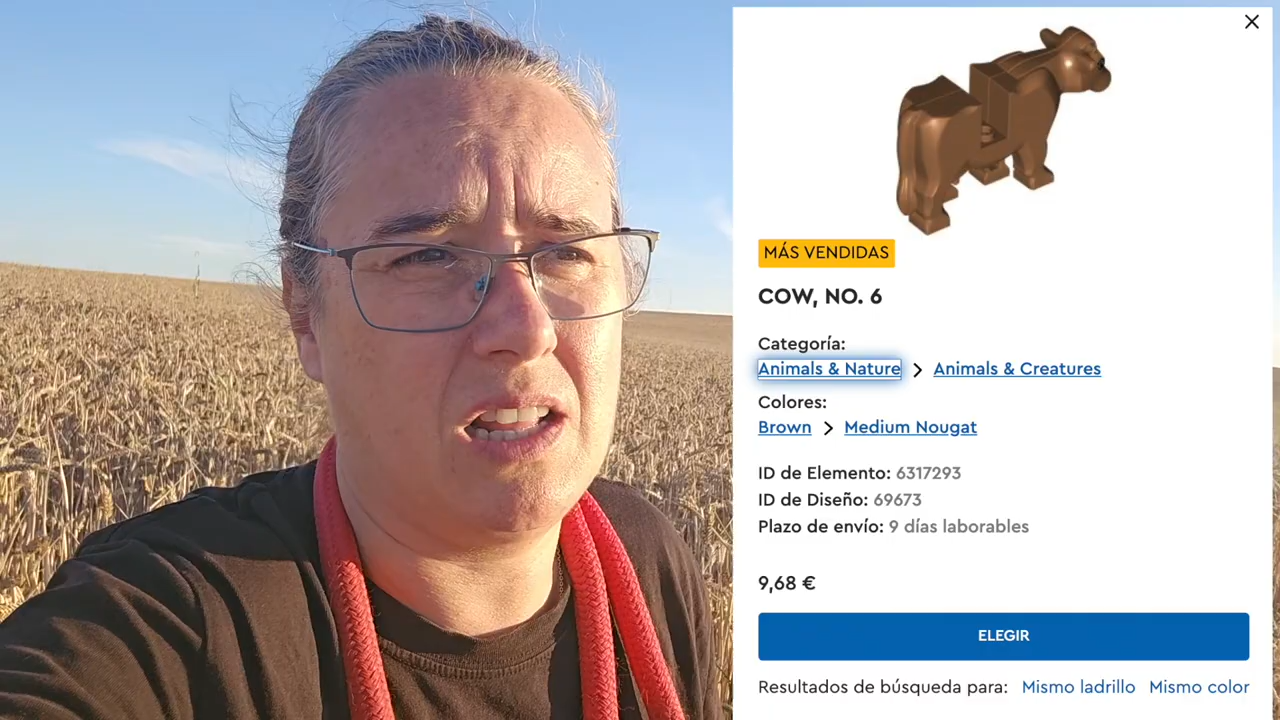 MÁS VENDIDAS
COW, NO. 6
Categoría:
Animals & Nature > Animals & Creatures
Colores:
Brown > Medium Nougat
ID de Elemento: 6317293
ID de Diseño: 69673
Plazo de envío: 9 días laborables
9,68 €
ELEGIR
Resultados de búsqueda para: Mismo ladrillo Mismo color